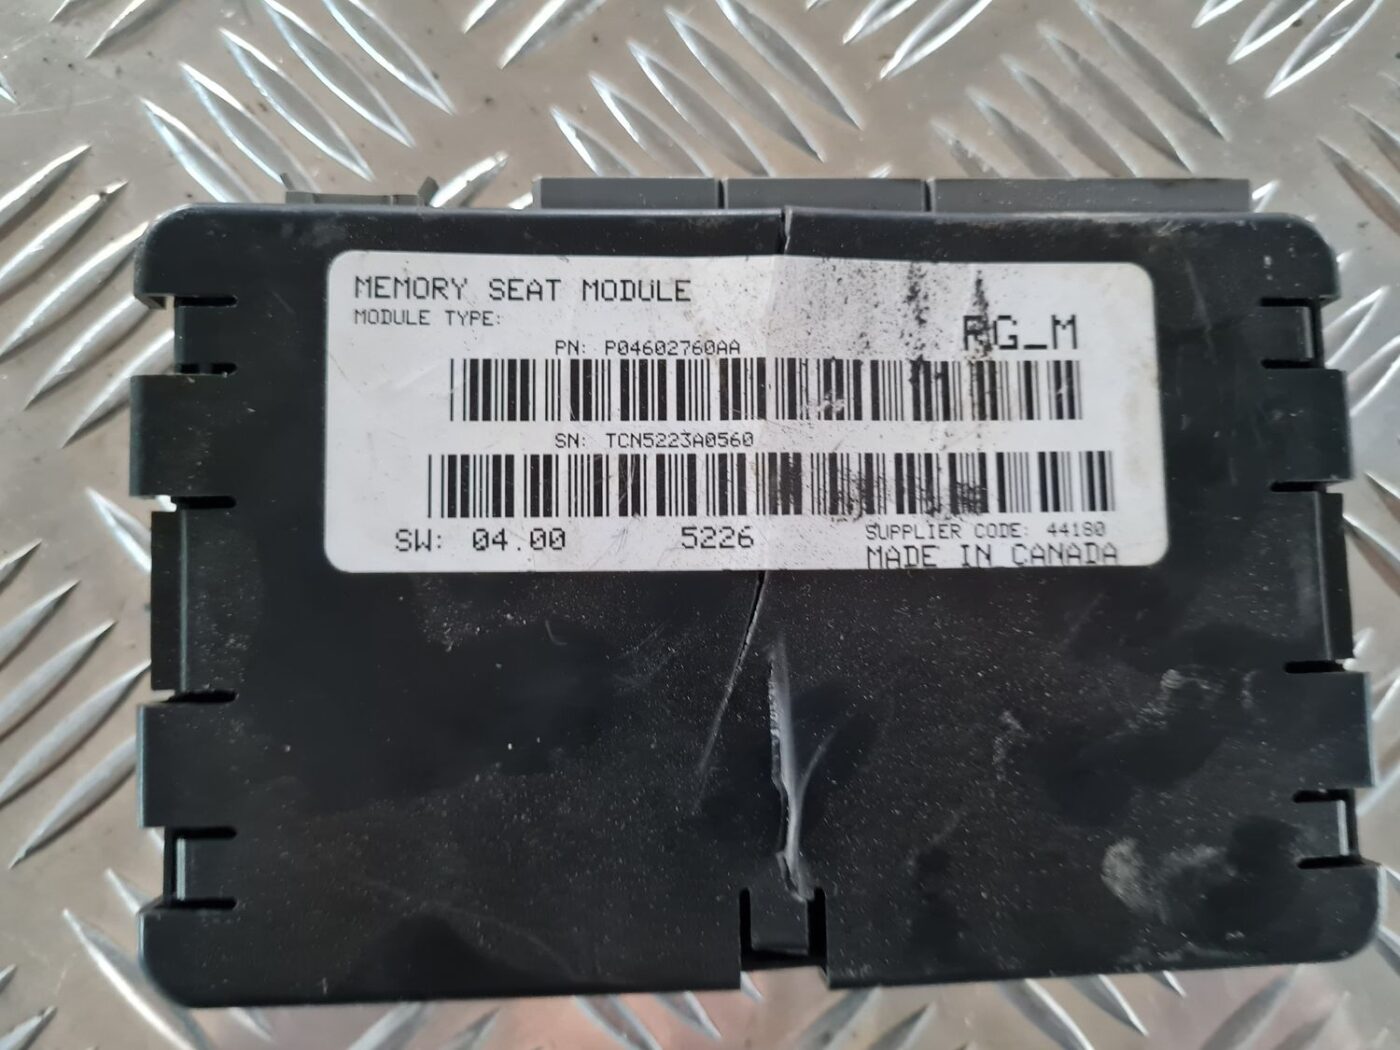 MEMORY SEAT MODULE
MODULE TYPE:
RG_M
PN: P04602760AA
SN: TCN5223A0560
SW: 04.00 5226
SUPPLIER CODE: 44180
MADE IN CANADA